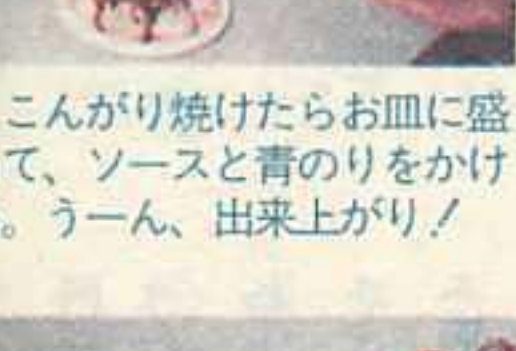 こんがり焼けたらお皿に盛
て、ソースと青のりをかけ
。うーん、出来上がり！